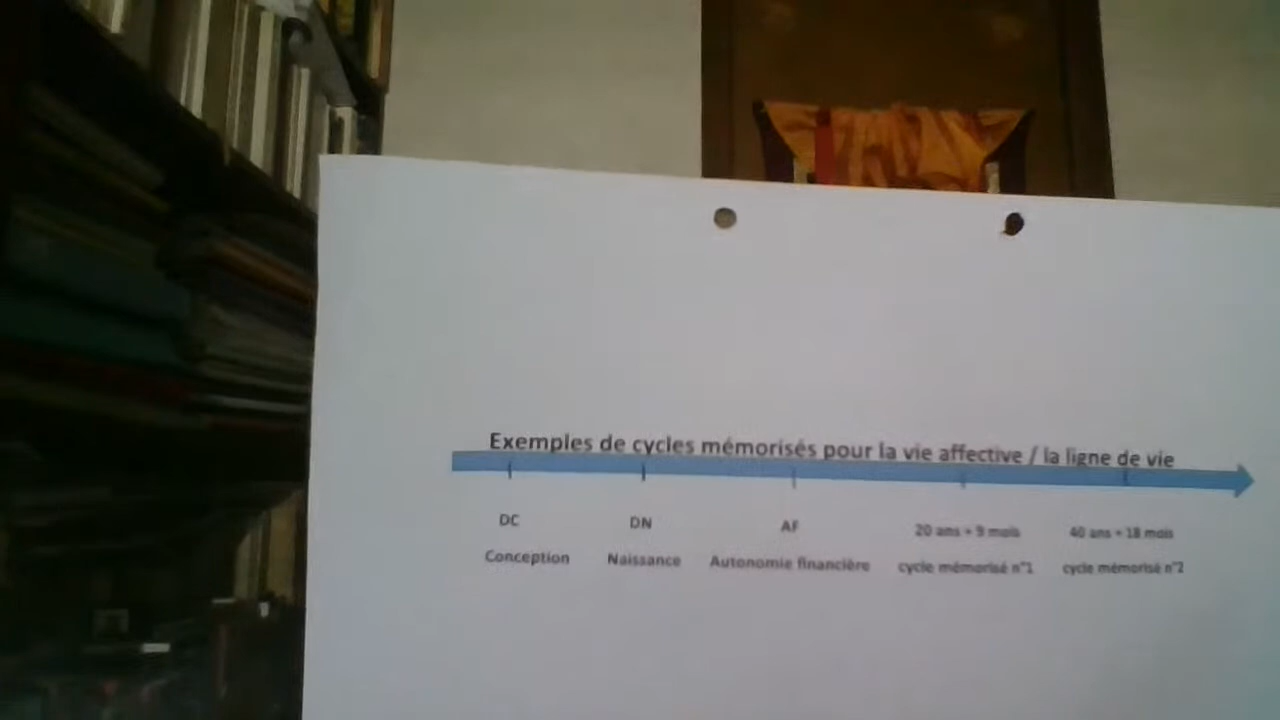 Exemples de cycles mémorisés pour la vie affective / la ligne de vie
DC DN AF 20 ans + 9 mois 40 ans + 18 mois
Conception Naissance Autonomie financière cycle mémorisé n°1 cycle mémorisé n°2